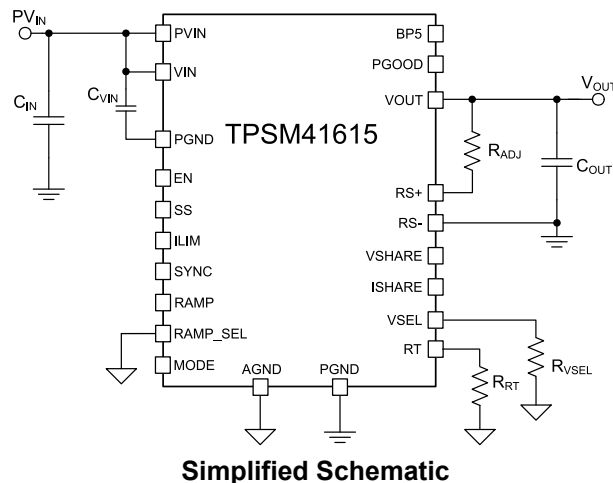 PVIN
CIN
CVIN
PVIN
VIN
PGND
EN
SS
ILIM
SYNC
RAMP
RAMP_SEL
MODE
TPSM41615
AGND
PGND
BP5
PGOOD
VOUT
RS+
RS-
VSHARE
ISHARE
VSEL
RT
VOUT
RADJ
COUT
RVSEL
RRT
Simplified Schematic